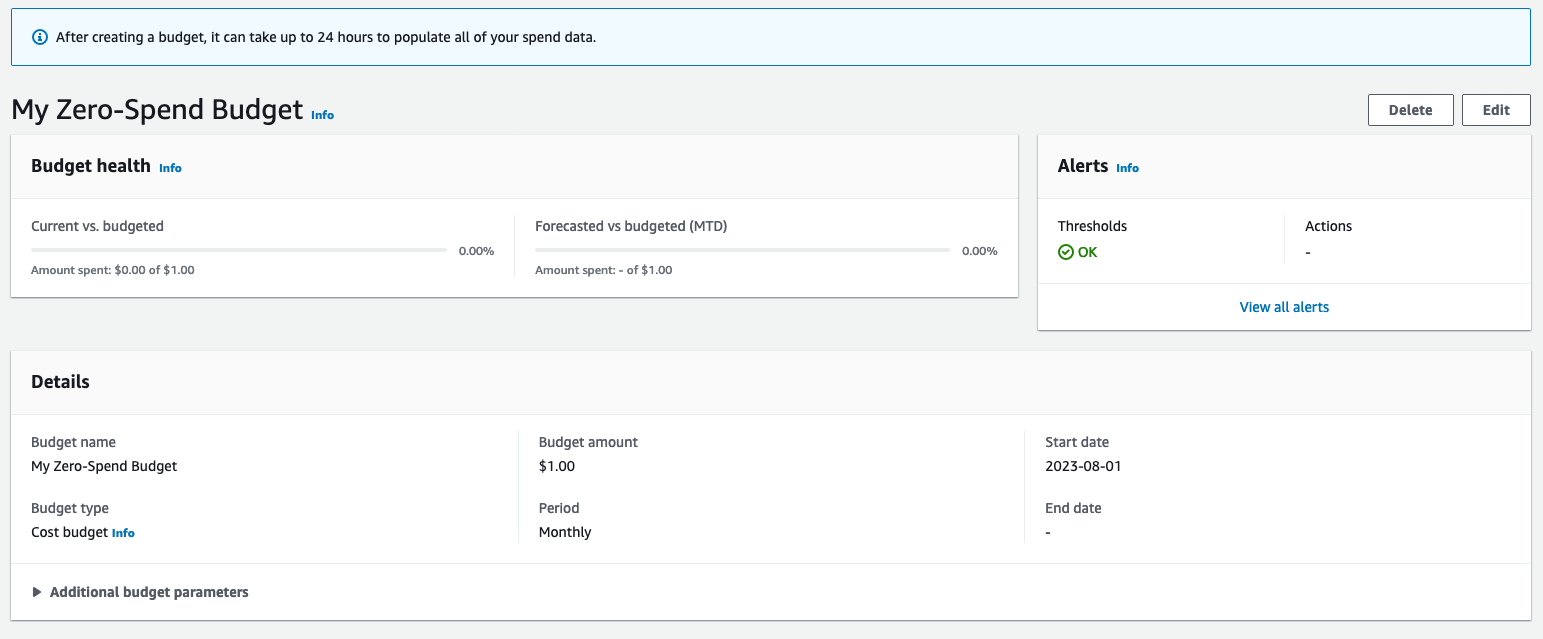 After creating a budget, it can take up to 24 hours to populate all of your spend data.
My Zero-Spend Budget Info
Delete
Edit
Budget health Info
Current vs. budgeted
0.00%
Amount spent: $0.00 of $1.00
Forecasted vs budgeted (MTD)
0.00%
Amount spent: - of $1.00
Alerts Info
Thresholds
OK
Actions
-
View all alerts
Details
Budget name
My Zero-Spend Budget
Budget type
Cost budget Info
Budget amount
$1.00
Period
Monthly
Start date
2023-08-01
End date
-
Additional budget parameters